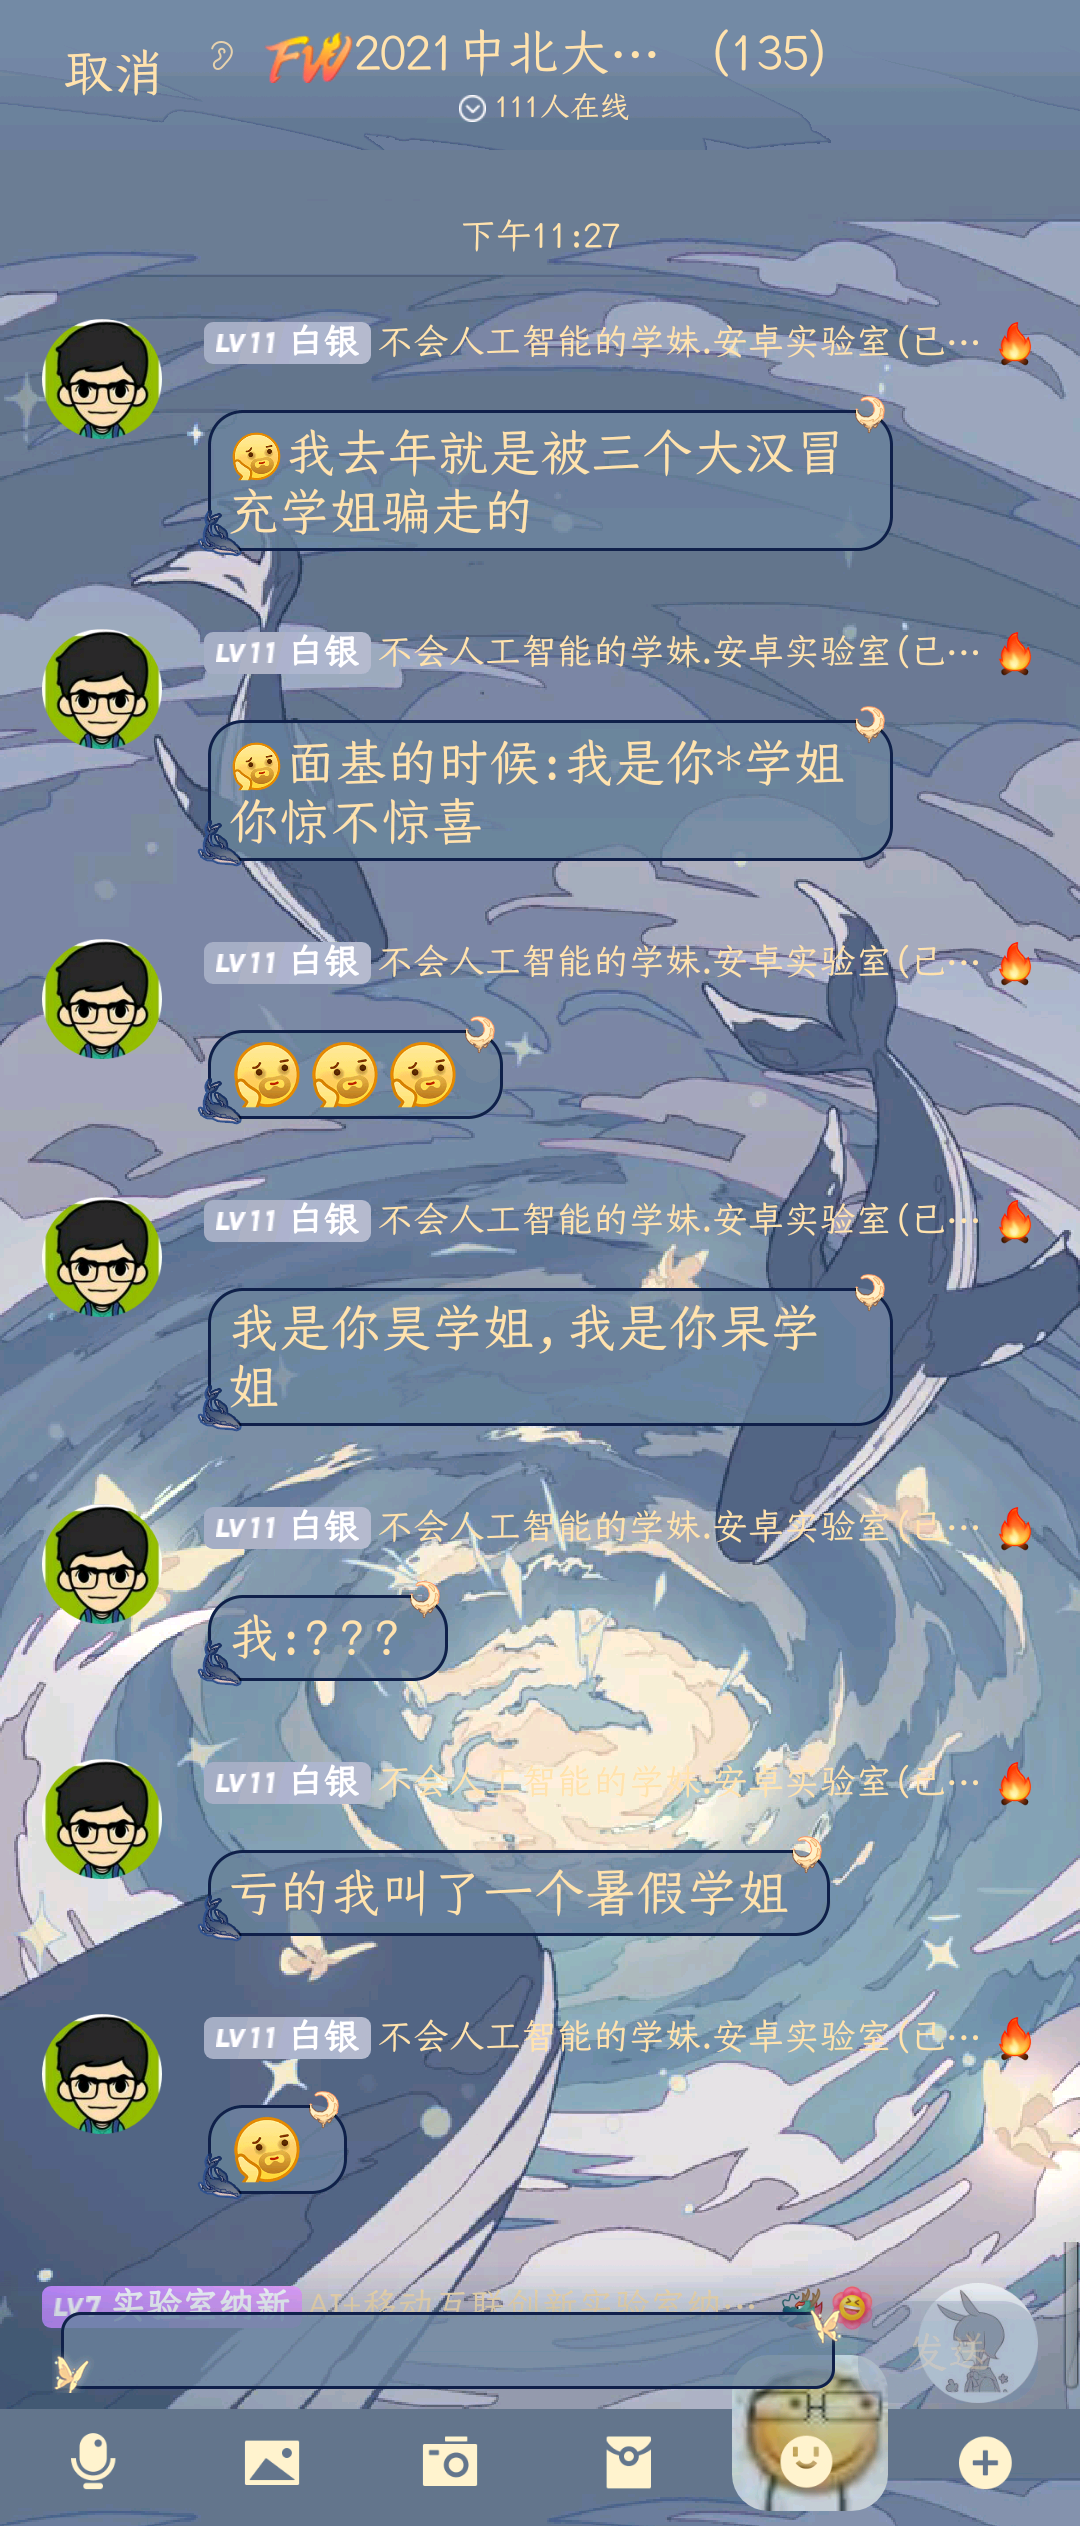 取消
FW2021中北大… (135)
111人在线
下午11:27
LV11 白银 不会人工智能的学妹.安卓实验室(已…
我去年就是被三个大汉冒
充学姐骗走的
LV11 白银 不会人工智能的学妹.安卓实验室(已…
面基的时候:我是你*学姐
你惊不惊喜
LV11 白银 不会人工智能的学妹.安卓实验室(已…
LV11 白银 不会人工智能的学妹.安卓实验室(已…
我是你昊学姐,我是你杲学
姐
LV11 白银 不会人工智能的学妹.安卓实验室(已…
我:???
LV11 白银 不会人工智能的学妹.安卓实验室(已…
亏的我叫了一个暑假学姐
LV11 白银 不会人工智能的学妹.安卓实验室(已…
LV7 实验室纳新 AI+移动互联创新实验室纳…
发送